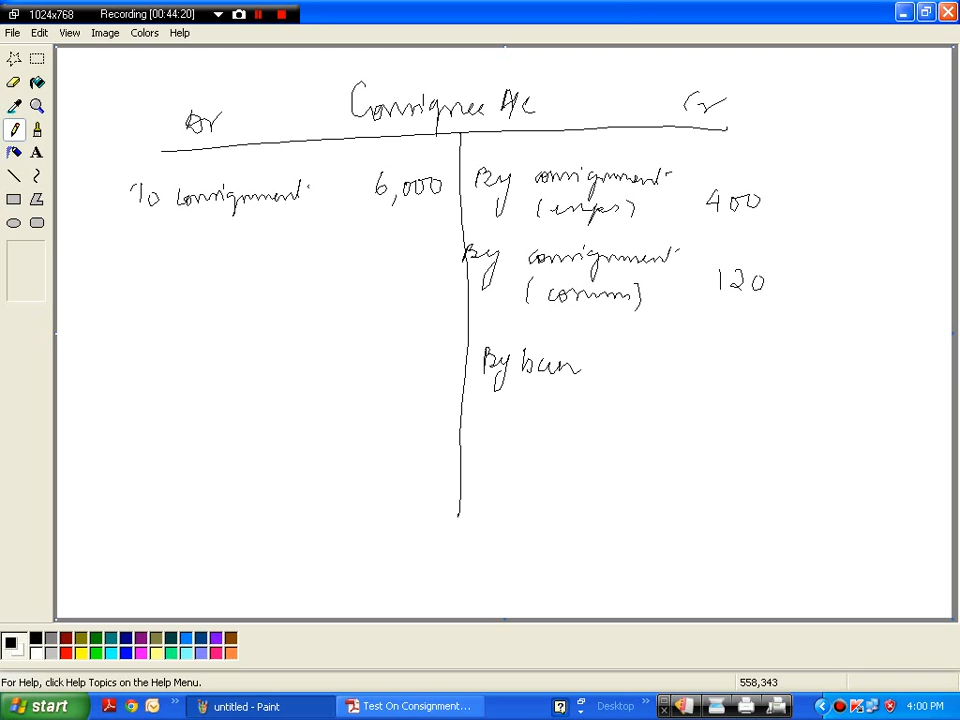 1024x768 Recording [00:44:20]
File Edit View Image Colors Help
Consignee A/c
Dr Cr
To consignment 6,000 By consignment
(exps) 400
By consignment
(comm) 120
By ban
For Help, click Help Topics on the Help Menu. 558,343
start untitled - Paint Test On Consignment... Desktop 4:00 PM